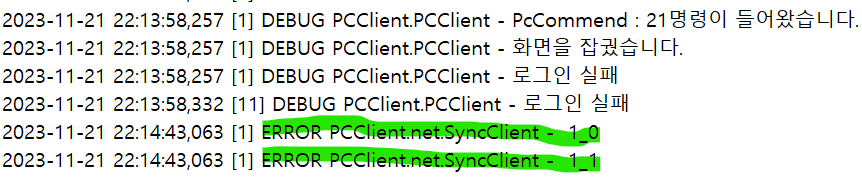 2023-11-21 22:13:58,257 [1] DEBUG PCClient.PCClient - PcCommend : 21명령이 들어왔습니다.
2023-11-21 22:13:58,257 [1] DEBUG PCClient.PCClient - 화면을 잡궜습니다.
2023-11-21 22:13:58,257 [1] DEBUG PCClient.PCClient - 로그인 실패
2023-11-21 22:13:58,332 [11] DEBUG PCClient.PCClient - 로그인 실패
2023-11-21 22:14:43,063 [1] ERROR PCClient.net.SyncClient - 1_0
2023-11-21 22:14:43,063 [1] ERROR PCClient.net.SyncClient - 1_1